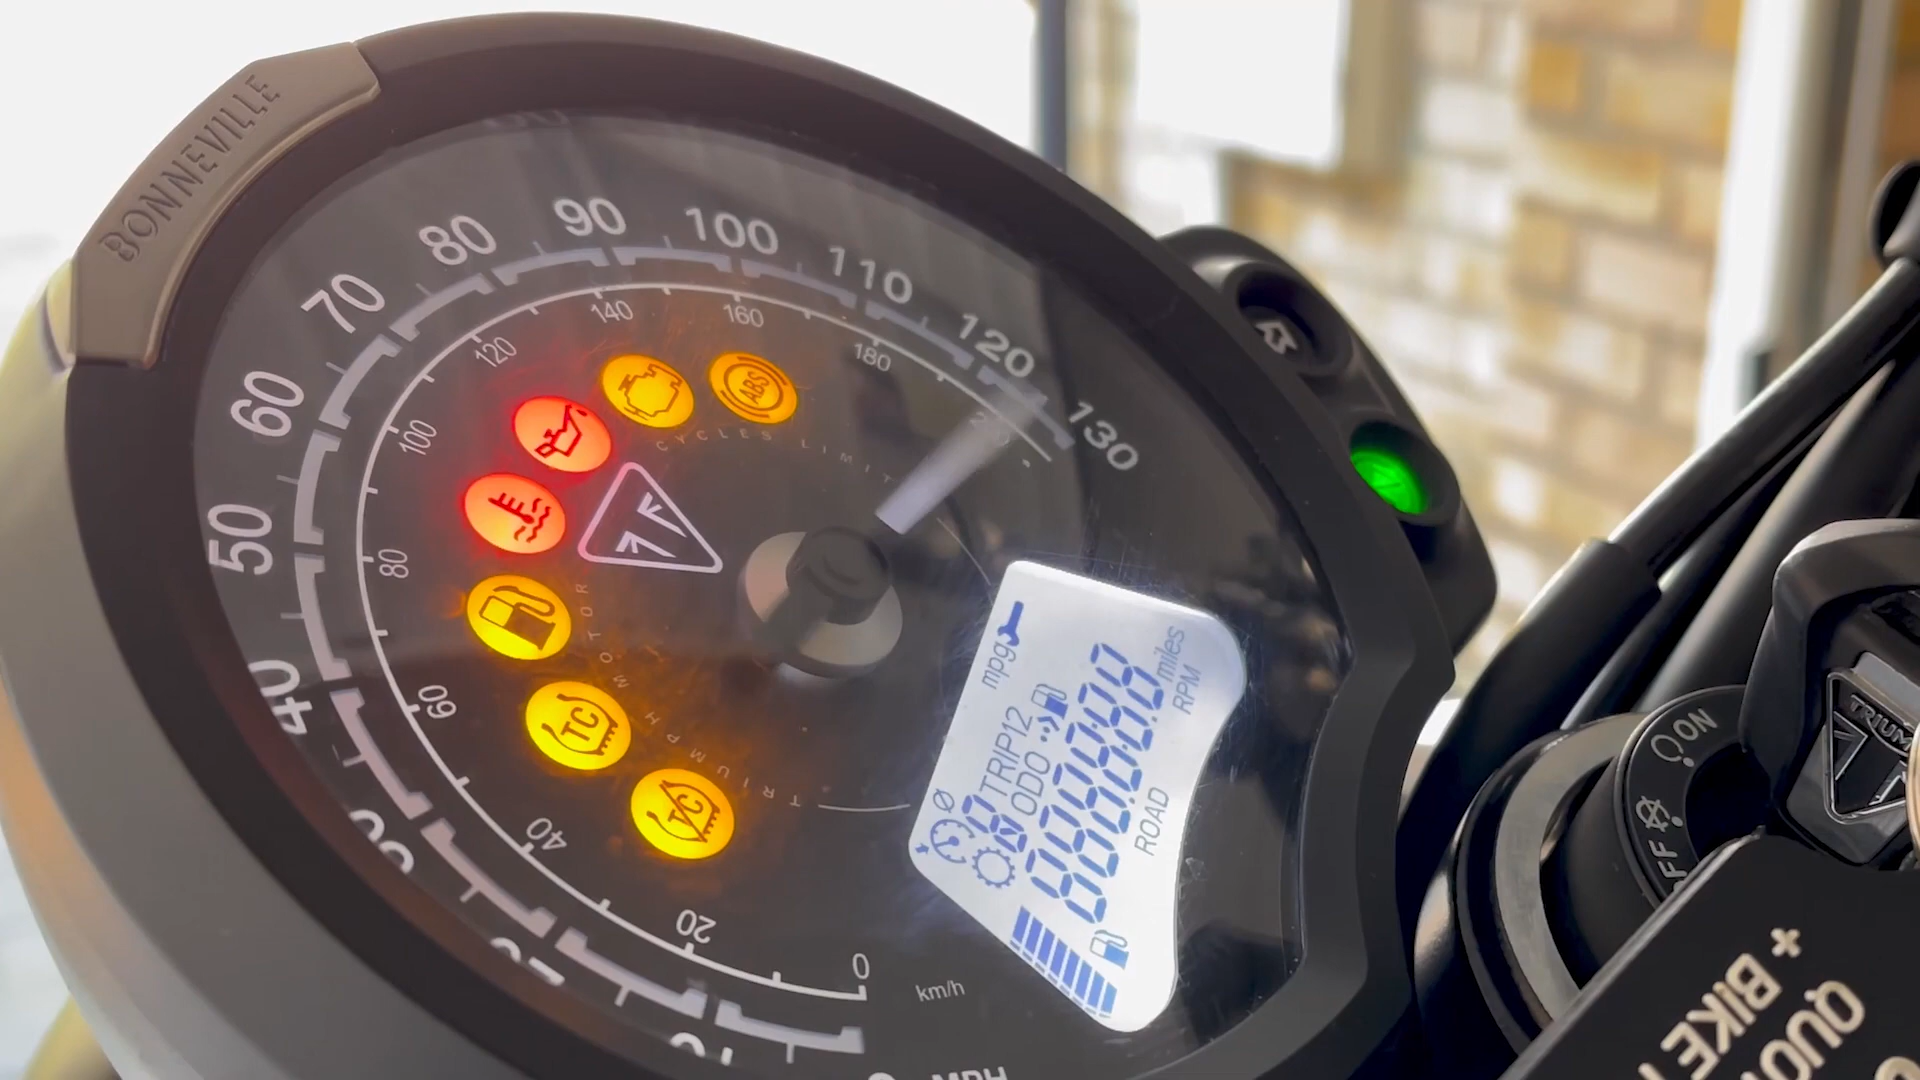 BONNEVILLE
40
50
60
70
80
90
100
110
120
130
0
20
40
60
80
100
120
140
160
180
km/h
MPH
ABS
TC
TC
TRIUMPH MOTOR CYCLES LIMIT
mpg
TRIP12
ODO
miles
RPM
ROAD
ON
OFF
TRIUM
+ BIKE
QUO